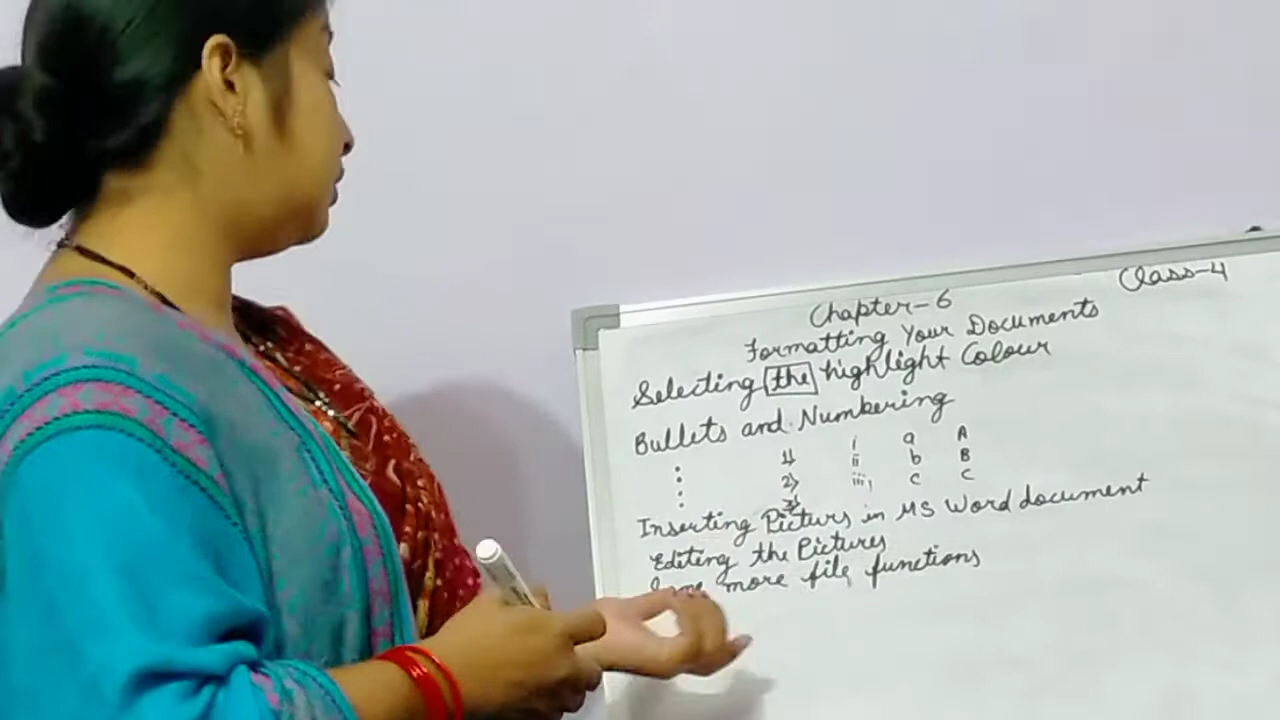 Class-4
Chapter-6
Formatting Your Documents
Selecting the highlight Colour
Bullets and Numbering
• 1) i a A
• 2) ii b B
• 3) iii, c C
Inserting Picturs in MS Word document
Editing the Pictures
more file functions